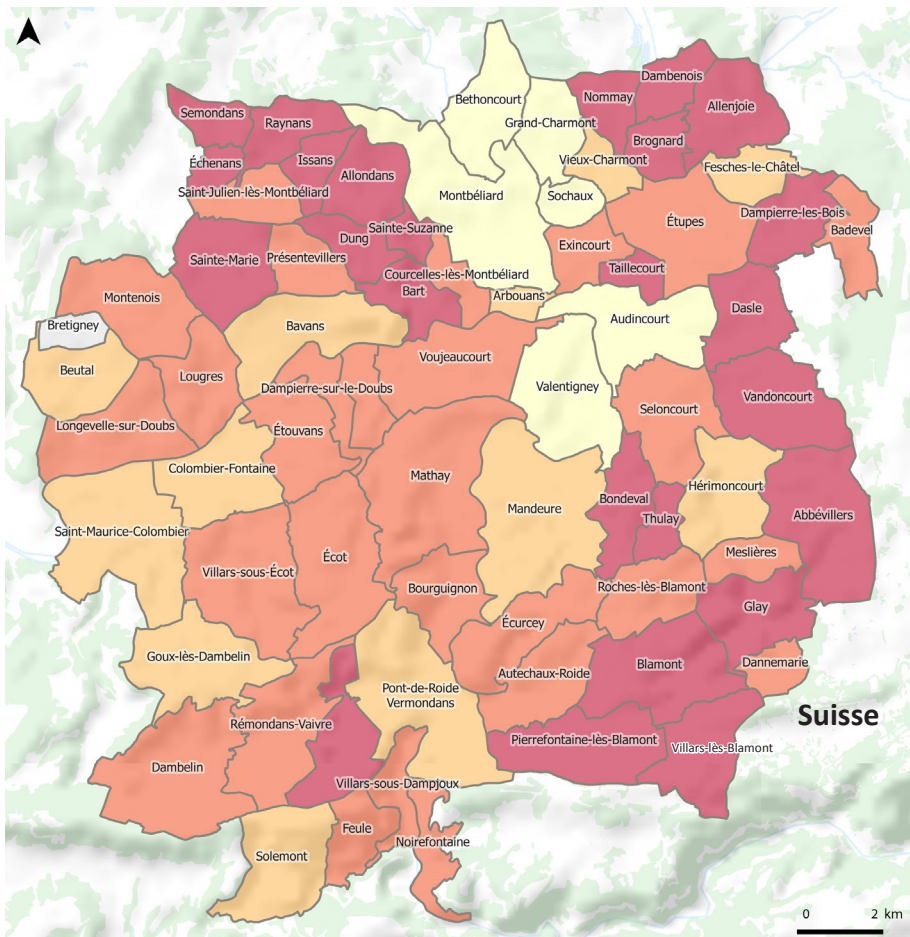 Dambenois
Bethoncourt
Nommay
Allenjoie
Semondans
Raynans
Grand-Charmont
Brognard
Échenans
Issans
Vieux-Charmont
Fesches-le-Châtel
Allondans
Saint-Julien-lès-Montbéliard
Montbéliard
Sochaux
Dampierre-les-Bois
Étupes
Badevel
Sainte-Suzanne
Dung
Exincourt
Présentevillers
Sainte-Marie
Taillecourt
Courcelles-lès-Montbéliard
Bart
Arbouans
Montenois
Dasle
Audincourt
Bretigney
Bavans
Voujeaucourt
Beutal
Lougres
Dampierre-sur-le-Doubs
Valentigney
Vandoncourt
Seloncourt
Longevelle-sur-Doubs
Étouvans
Colombier-Fontaine
Mathay
Hérimoncourt
Bondeval
Mandeure
Abbévillers
Thulay
Saint-Maurice-Colombier
Meslières
Écot
Villars-sous-Écot
Bourguignon
Roches-lès-Blamont
Glay
Écurcey
Goux-lès-Dambelin
Blamont
Dannemarie
Autechaux-Roide
Pont-de-Roide
Vermondans
Suisse
Rémondans-Vaivre
Pierrefontaine-lès-Blamont
Villars-lès-Blamont
Dambelin
Villars-sous-Dampjoux
Feule
Noirefontaine
Solemont
0 2 km